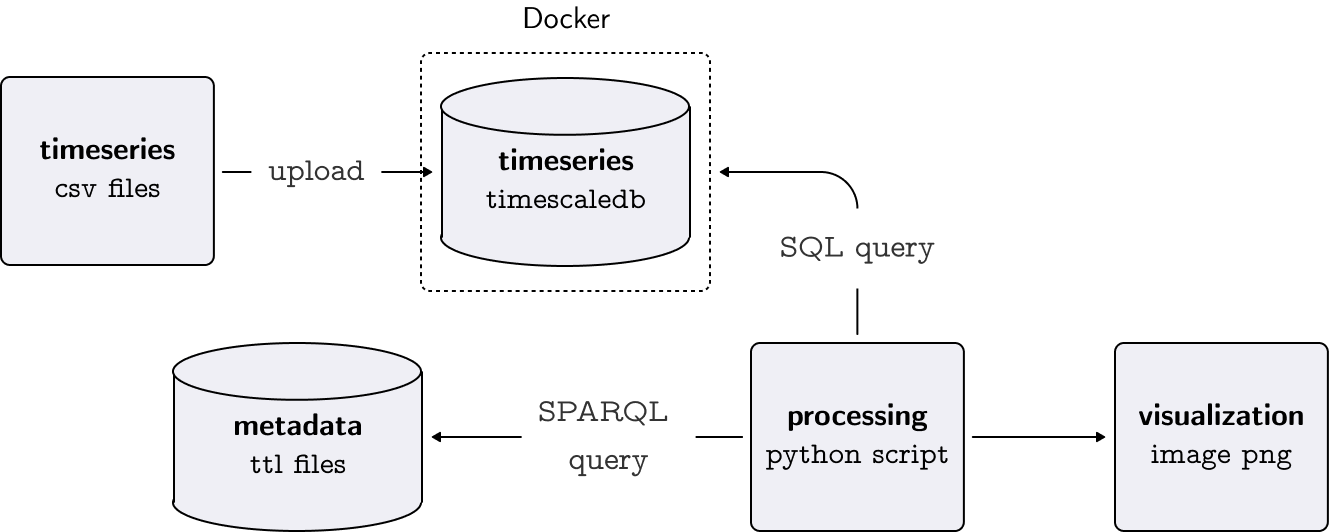 Docker
timeseries
csv files
upload
timeseries
timescaledb
SQL query
metadata
ttl files
SPARQL
query
processing
python script
visualization
image png